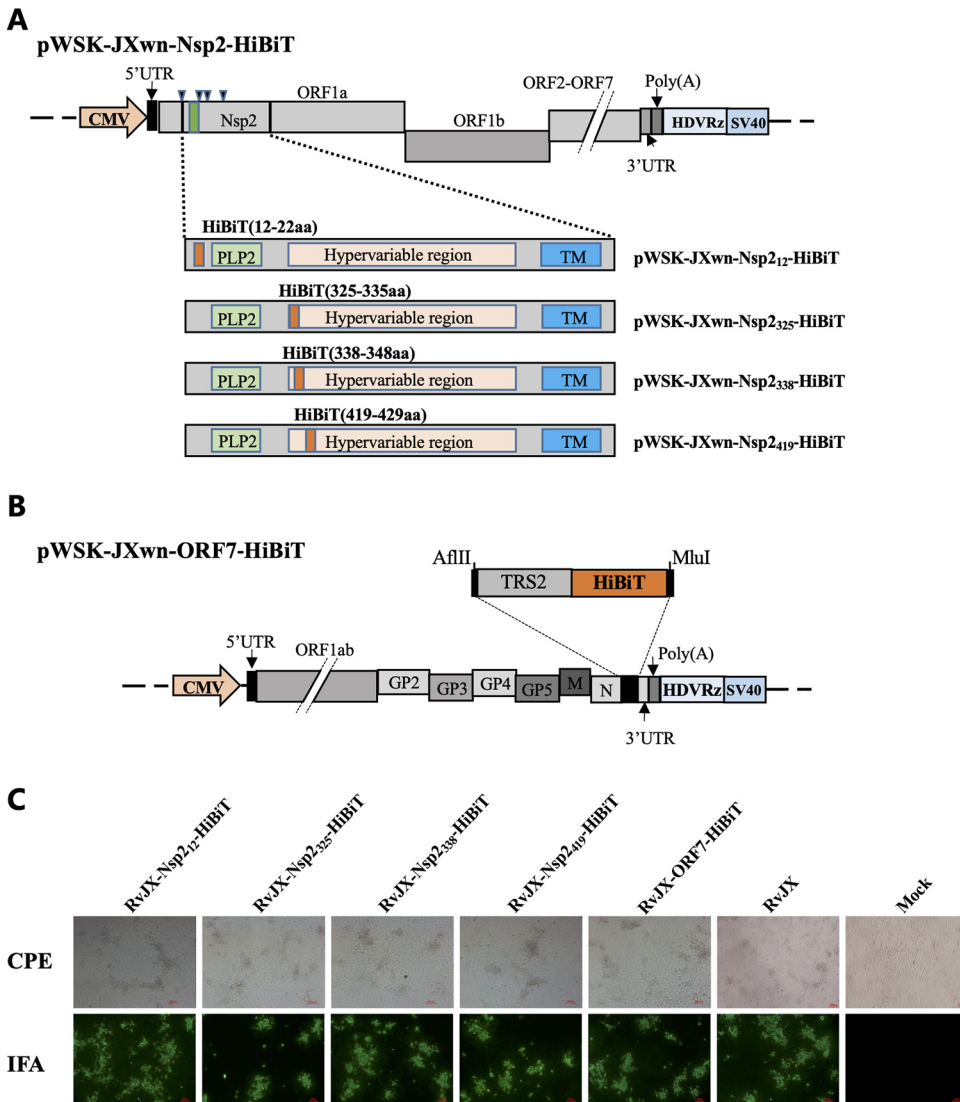 A
pWSK-JXwn-Nsp2-HiBiT
5'UTR
ORF1a
ORF2-ORF7
Poly(A)
CMV
Nsp2
ORF1b
HDVRz
SV40
3'UTR
HiBiT(12-22aa)
PLP2
Hypervariable region
TM
pWSK-JXwn-Nsp2₁₂-HiBiT
HiBiT(325-335aa)
PLP2
Hypervariable region
TM
pWSK-JXwn-Nsp2₃₂₅-HiBiT
HiBiT(338-348aa)
PLP2
Hypervariable region
TM
pWSK-JXwn-Nsp2₃₃₈-HiBiT
HiBiT(419-429aa)
PLP2
Hypervariable region
TM
pWSK-JXwn-Nsp2₄₁₉-HiBiT
B
pWSK-JXwn-ORF7-HiBiT
AflII
MluI
TRS2
HiBiT
5'UTR
ORF1ab
Poly(A)
CMV
GP2
GP3
GP4
GP5
M
N
HDVRz
SV40
3'UTR
C
RvJX-Nsp2₁₂-HiBiT
RvJX-Nsp2₃₂₅-HiBiT
RvJX-Nsp2₃₃₈-HiBiT
RvJX-Nsp2₄₁₉-HiBiT
RvJX-ORF7-HiBiT
RvJX
Mock
CPE
IFA